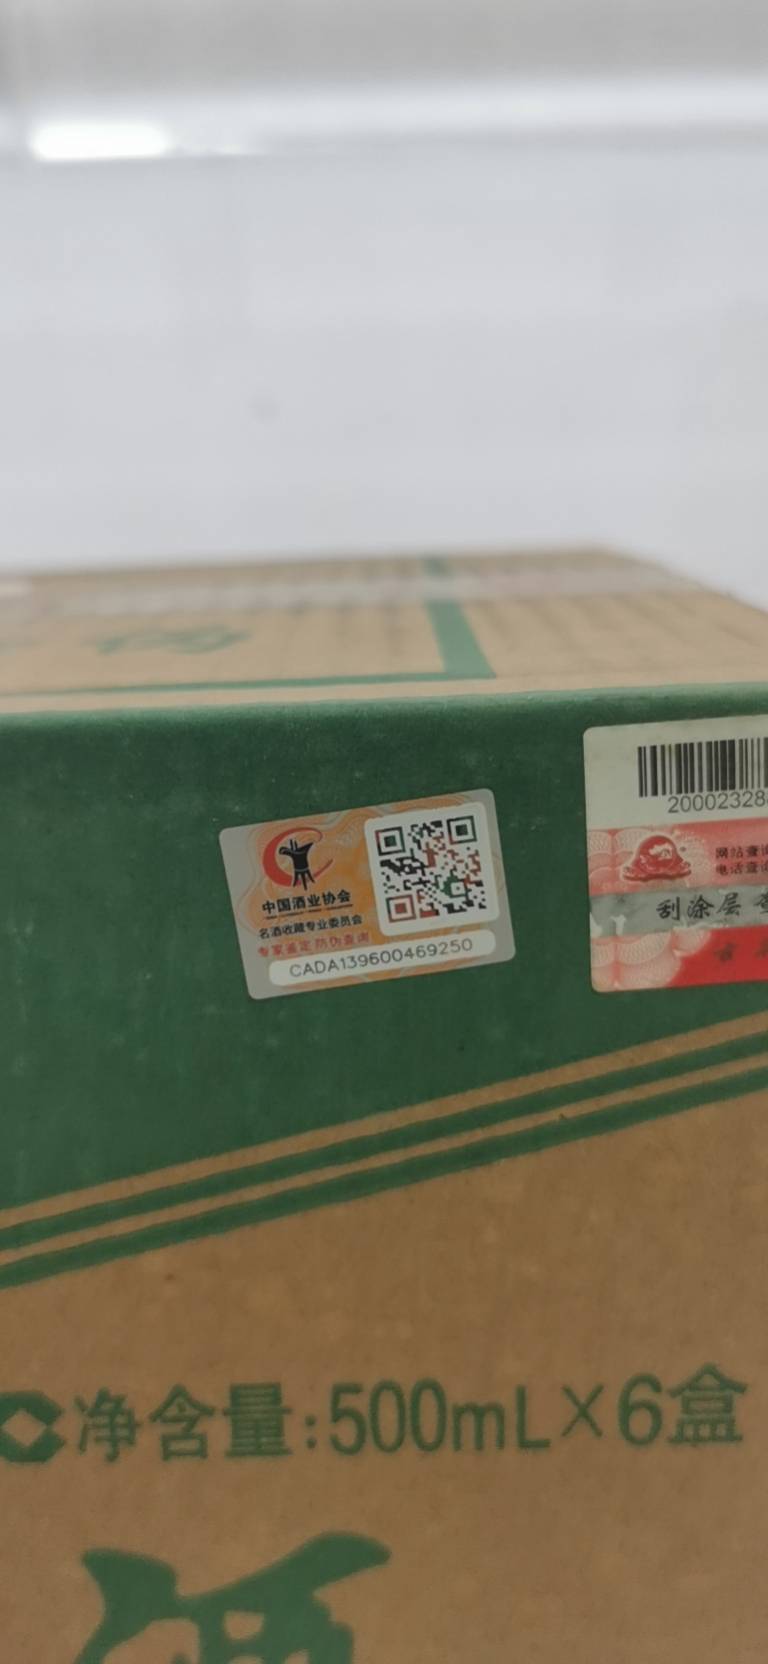 20002328
网站查询
电话查询
刮涂层
中国酒业协会
名酒收藏专业委员会
专家鉴定 防伪查询
CADA139600469250
净含量:500mL×6盒
酒